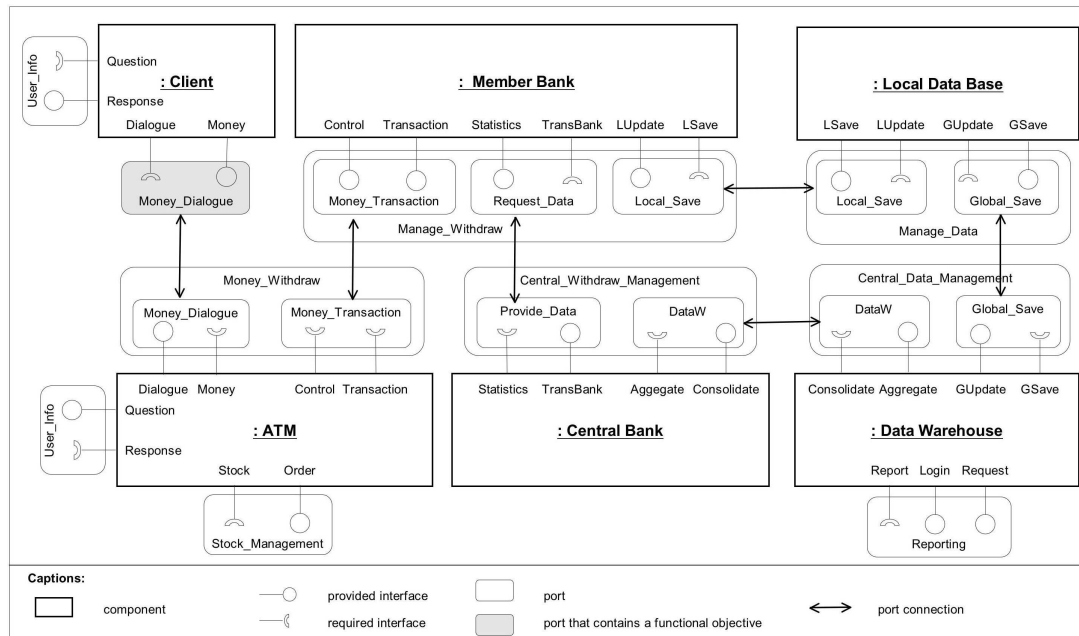 User_Info
Question
Response
: Client
Dialogue Money
Money_Dialogue
: Member Bank
Control Transaction Statistics TransBank LUpdate LSave
Money_Transaction Request_Data Local_Save
Manage_Withdraw
: Local Data Base
LSave LUpdate GUpdate GSave
Local_Save Global_Save
Manage_Data
Money_Withdraw
Money_Dialogue Money_Transaction
Central_Withdraw_Management
Provide_Data DataW
Central_Data_Management
DataW Global_Save
User_Info
Dialogue Money Control Transaction
Question
: ATM
Response
Stock Order
Stock_Management
Statistics TransBank Aggegate Consolidate
: Central Bank
Consolidate Aggregate GUpdate GSave
: Data Warehouse
Report Login Request
Reporting
Captions:
component
provided interface
required interface
port
port that contains a functional objective
port connection